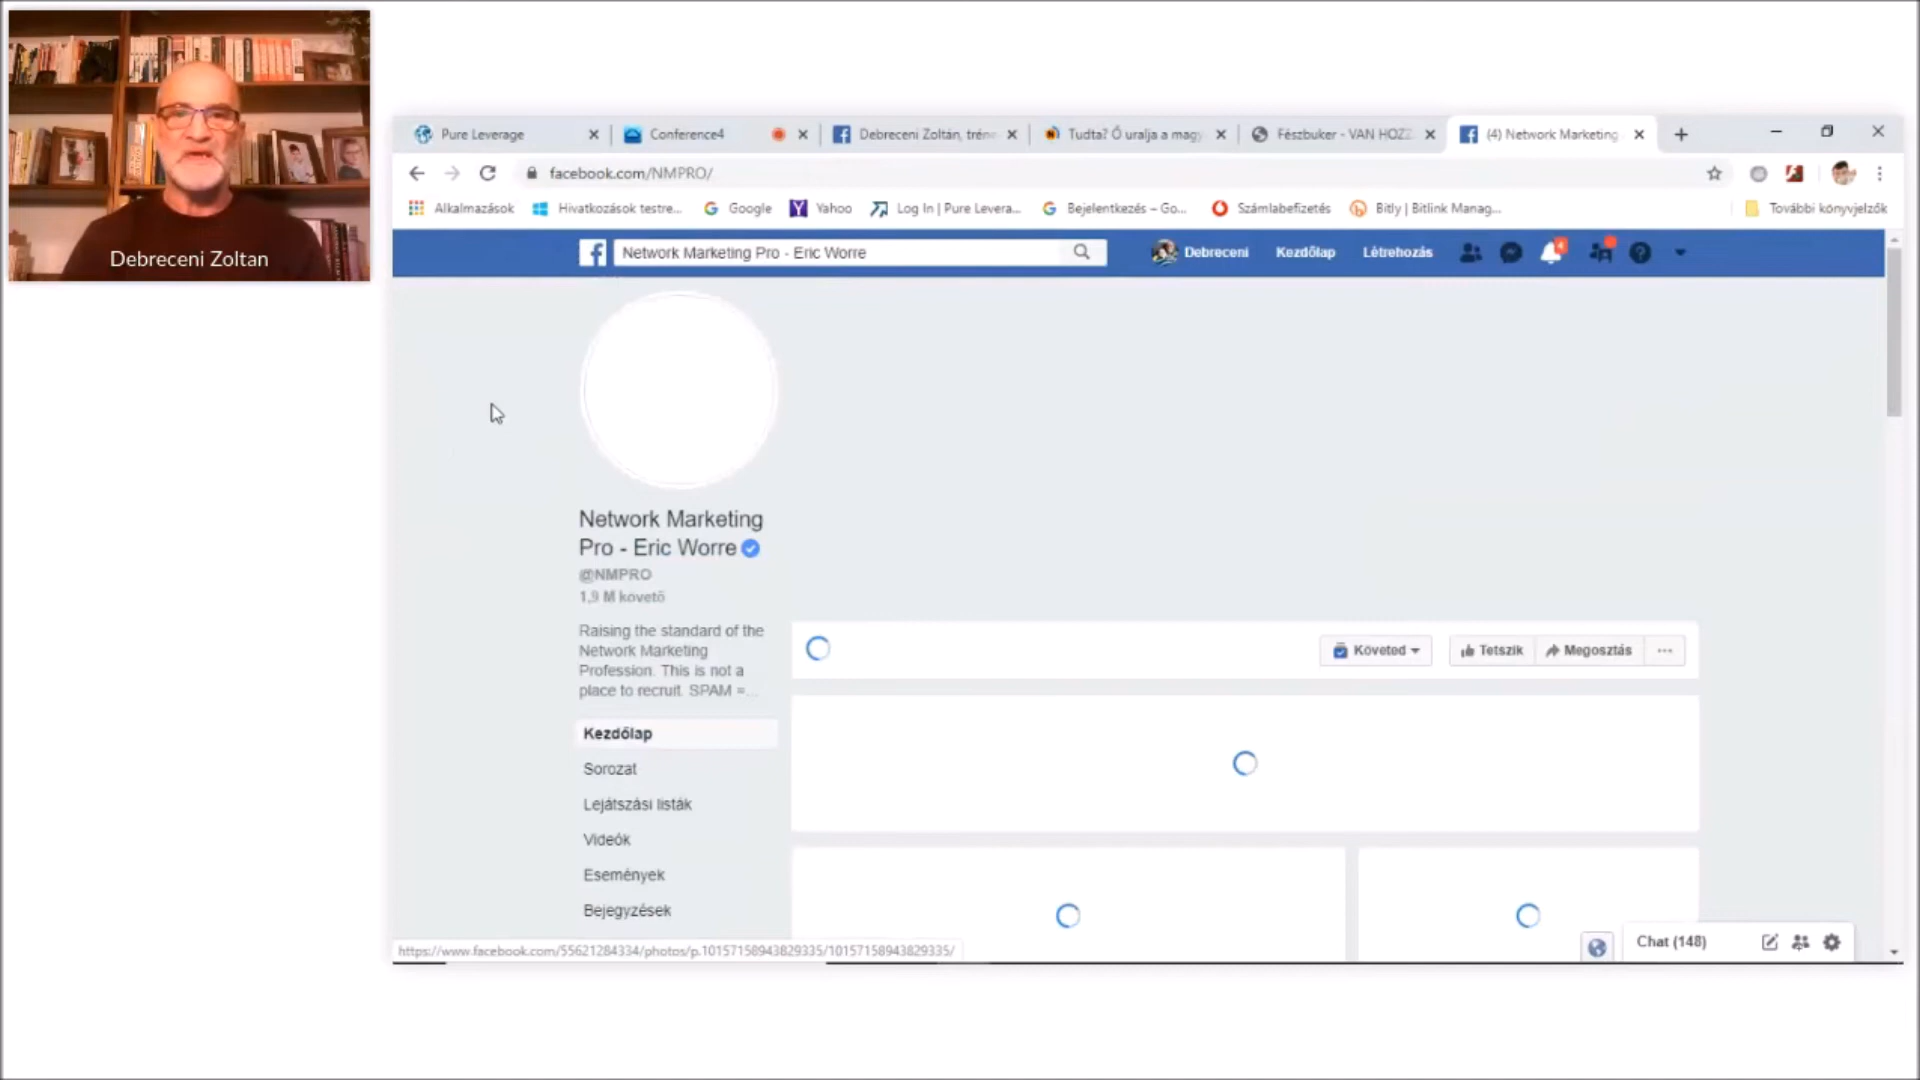 Debreceni Zoltan
Pure Leverage
Conference4
Debreceni Zoltán, tréne
Tudta? Ő uralja a magy
Fészbuker - VAN HOZZ
(4) Network Marketing
facebook.com/NMPRO/
Alkalmazások
Hivatkozások testre...
Google
Yahoo
Log In | Pure Levera...
Bejelentkezés – Go...
Számlabefizetés
Bitly | Bitlink Manag...
További könyvjelzők
Network Marketing Pro - Eric Worre
Debreceni
Kezdőlap
Létrehozás
4
Network Marketing
Pro - Eric Worre
@NMPRO
1,9 M követő
Raising the standard of the
Network Marketing
Profession. This is not a
place to recruit. SPAM =...
Követed
Tetszik
Megosztás
Kezdőlap
Sorozat
Lejátszási listák
Videók
Események
Bejegyzések
https://www.facebook.com/55621284334/photos/p.10157158943829335/10157158943829335/
Chat (148)